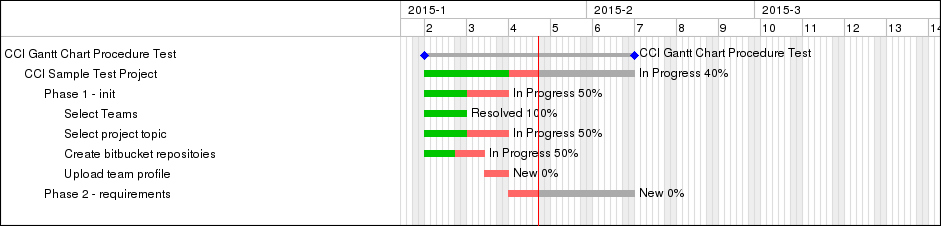 2015-1 2015-2 2015-3
2 3 4 5 6 7 8 9 10 11 12 13 14
CCI Gantt Chart Procedure Test CCI Gantt Chart Procedure Test
CCI Sample Test Project In Progress 40%
Phase 1 - init In Progress 50%
Select Teams Resolved 100%
Select project topic In Progress 50%
Create bitbucket repositoies In Progress 50%
Upload team profile New 0%
Phase 2 - requirements New 0%